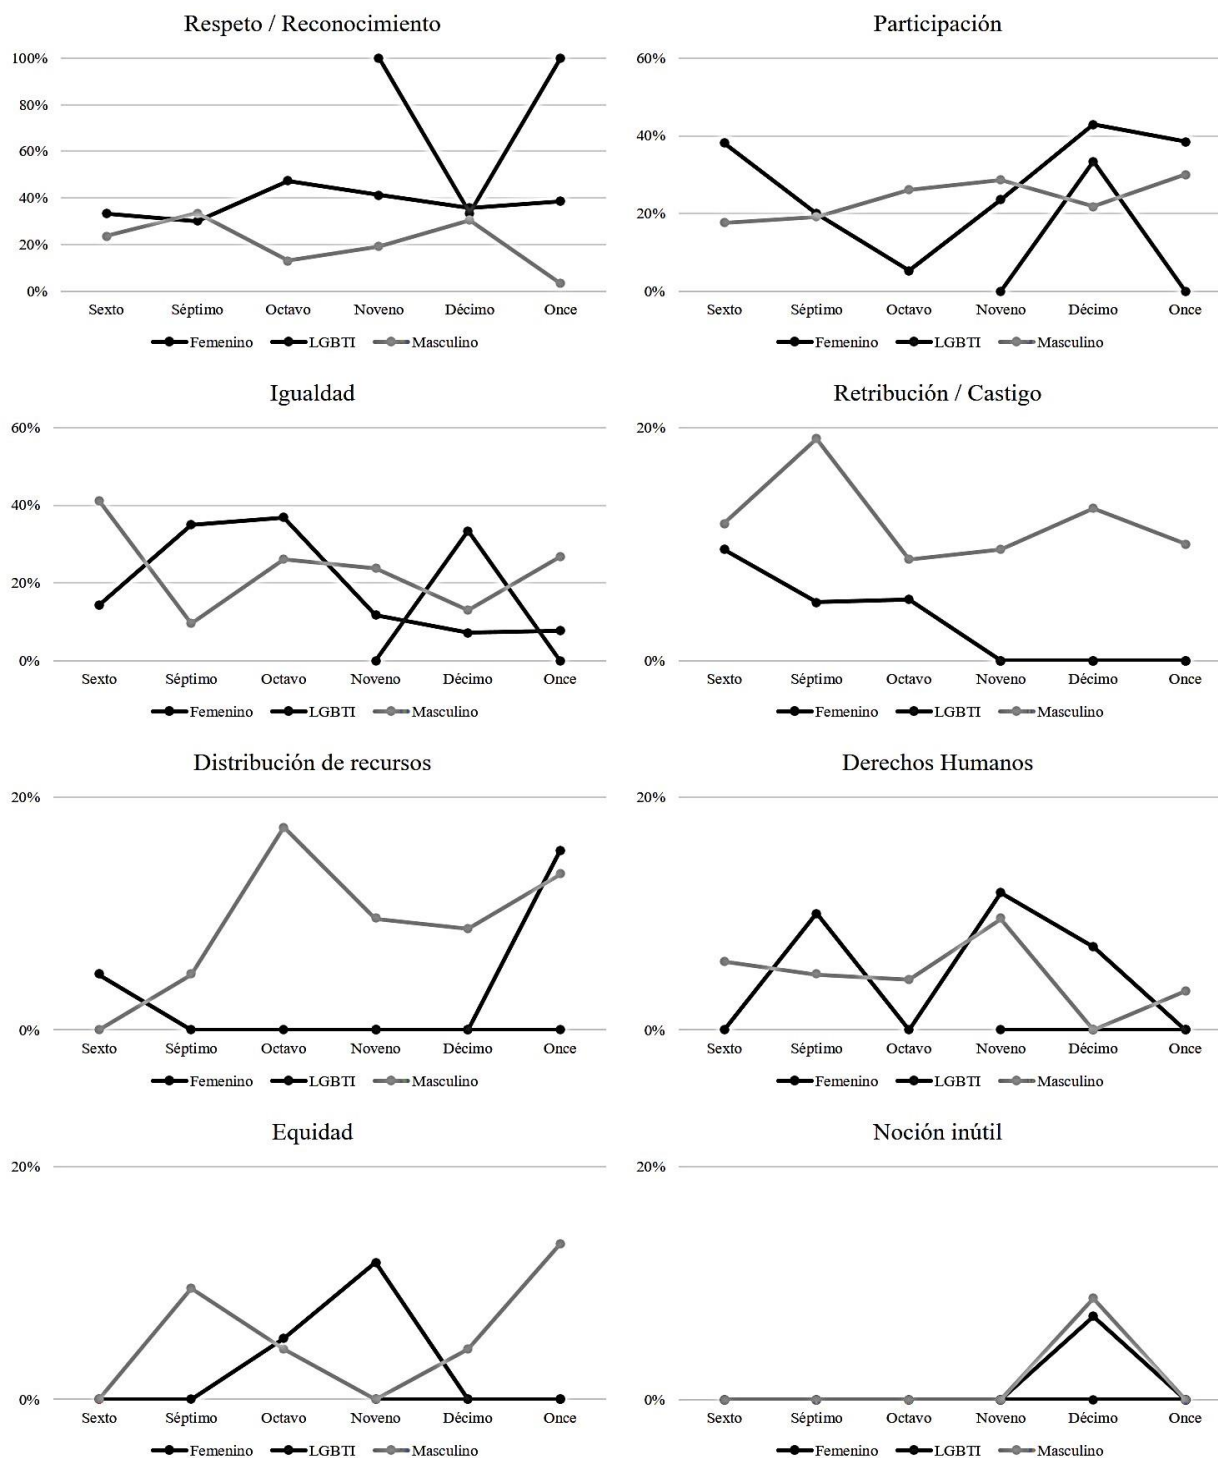 Respeto / Reconocimiento
100%
80%
60%
40%
20%
0%
Sexto Séptimo Octavo Noveno Décimo Once
Femenino LGBTI Masculino
Participación
60%
40%
20%
0%
Sexto Séptimo Octavo Noveno Décimo Once
Femenino LGBTI Masculino
Igualdad
60%
40%
20%
0%
Sexto Séptimo Octavo Noveno Décimo Once
Femenino LGBTI Masculino
Retribución / Castigo
20%
0%
Sexto Séptimo Octavo Noveno Décimo Once
Femenino LGBTI Masculino
Distribución de recursos
20%
0%
Sexto Séptimo Octavo Noveno Décimo Once
Femenino LGBTI Masculino
Derechos Humanos
20%
0%
Sexto Séptimo Octavo Noveno Décimo Once
Femenino LGBTI Masculino
Equidad
20%
0%
Sexto Séptimo Octavo Noveno Décimo Once
Femenino LGBTI Masculino
Noción inútil
20%
0%
Sexto Séptimo Octavo Noveno Décimo Once
Femenino LGBTI Masculino